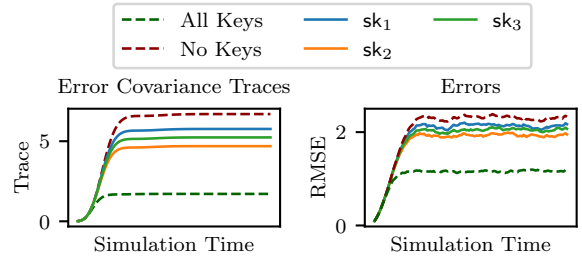 All Keys sk1 sk3
No Keys sk2
Error Covariance Traces
Errors
5
0
Trace
Simulation Time
2
0
RMSE
Simulation Time